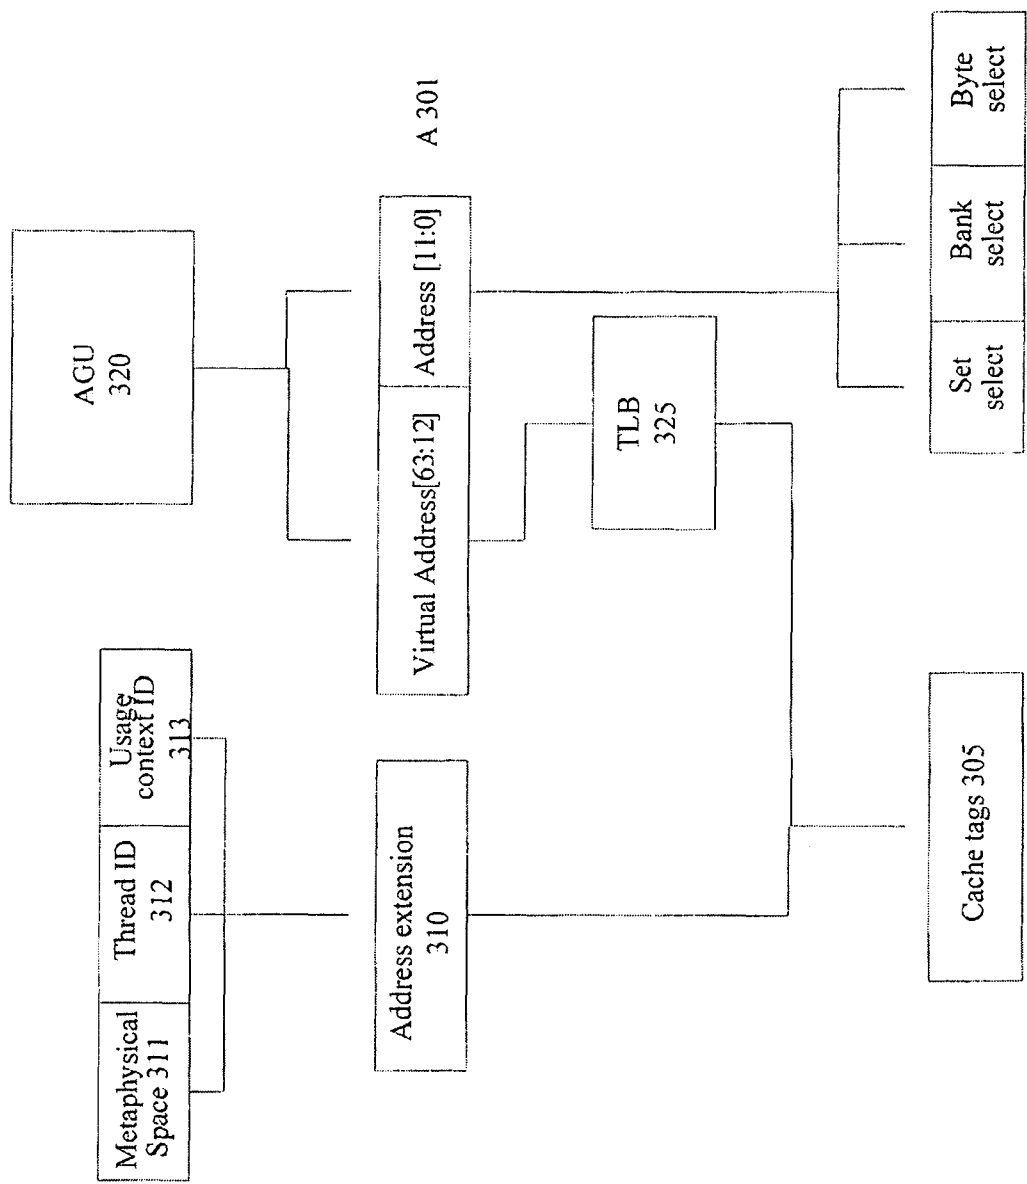 Metaphysical
Space 311
Thread ID
312
Usage
context ID
313
AGU
320
Address extension
310
Virtual Address[63:12]
Address [11:0]
A 301
TLB
325
Cache tags 305
Set
select
Bank
select
Byte
select